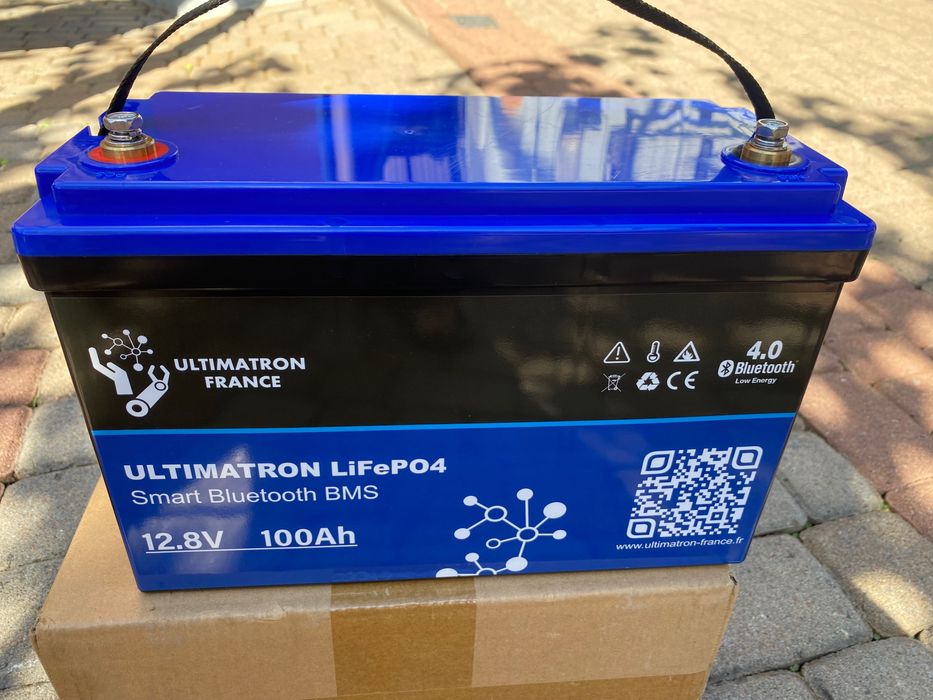 ULTIMATRON
FRANCE
4.0
Bluetooth
Low Energy
CE
ULTIMATRON LiFePO4
Smart Bluetooth BMS
12.8V 100Ah
www.ultimatron-france.fr